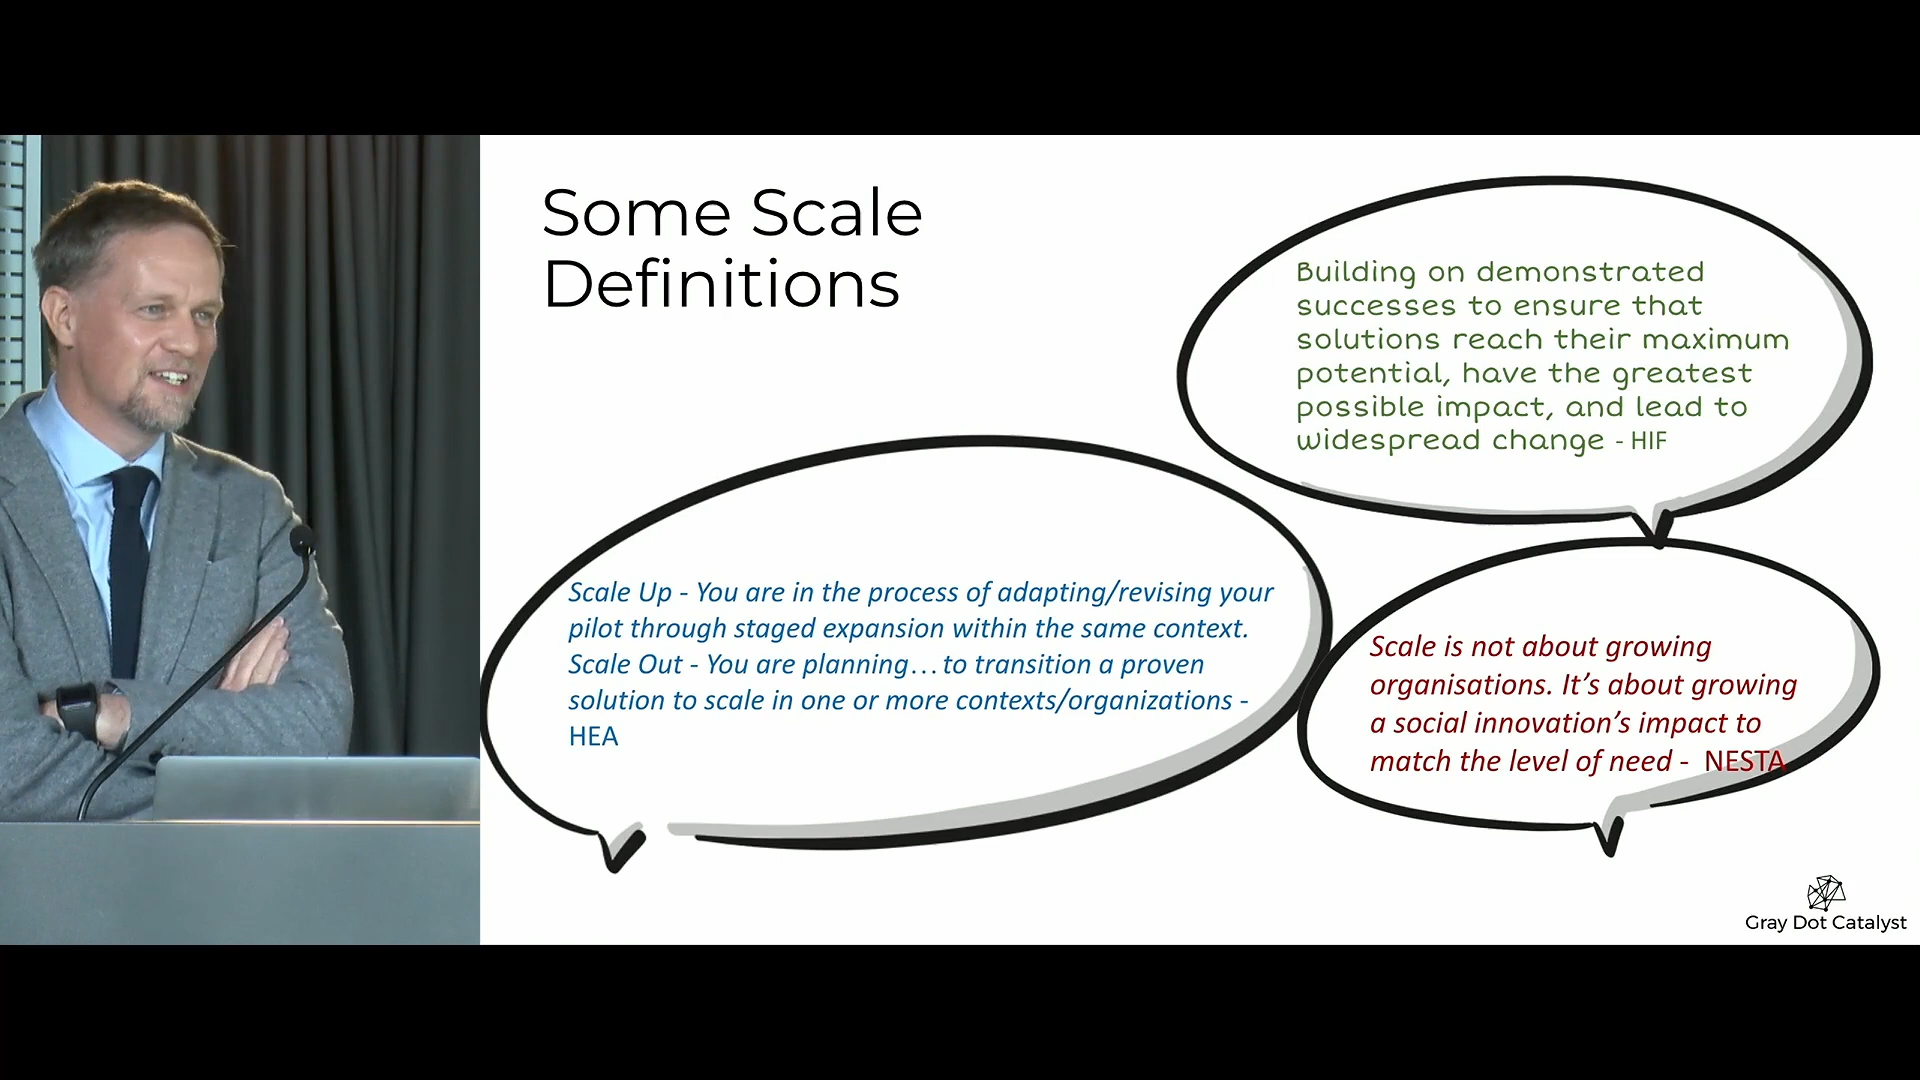 Some Scale
Definitions
Building on demonstrated
successes to ensure that
solutions reach their maximum
potential, have the greatest
possible impact, and lead to
widespread change - HIF
Scale Up - You are in the process of adapting/revising your
pilot through staged expansion within the same context.
Scale Out - You are planning...to transition a proven
solution to scale in one or more contexts/organizations -
HEA
Scale is not about growing
organisations. It’s about growing
a social innovation’s impact to
match the level of need - NESTA
Gray Dot Catalyst